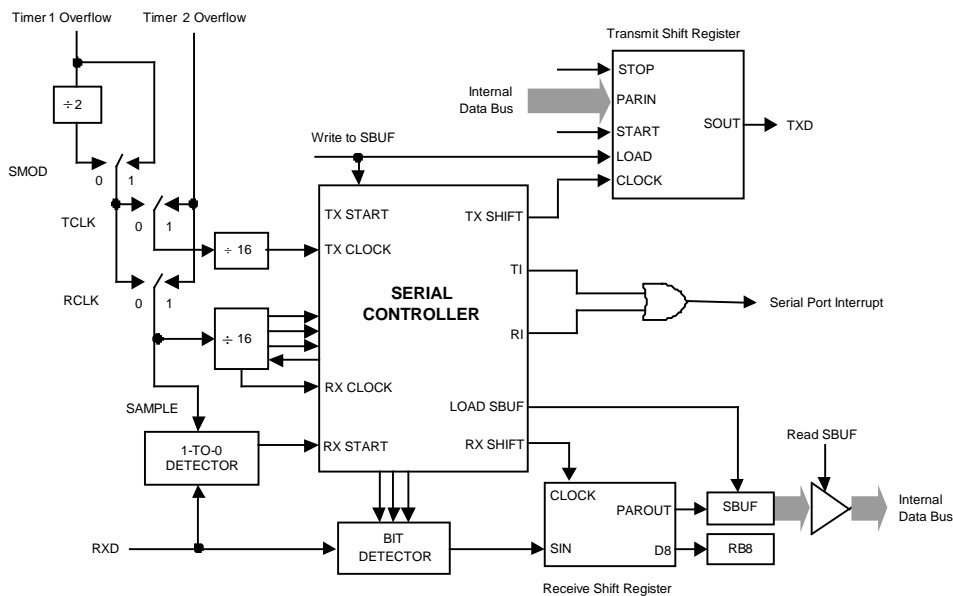 Timer 1 Overflow
Timer 2 Overflow
Transmit Shift Register
÷ 2
STOP
Internal
Data Bus
PARIN
START
SOUT
TXD
Write to SBUF
LOAD
CLOCK
SMOD
0 1
TX START
TX SHIFT
TCLK
0 1
÷ 16
TX CLOCK
TI
SERIAL
CONTROLLER
Serial Port Interrupt
RCLK
0 1
÷ 16
RI
RX CLOCK
SAMPLE
LOAD SBUF
1-TO-0
DETECTOR
RX START
RX SHIFT
Read SBUF
CLOCK
PAROUT
SBUF
Internal
Data Bus
RXD
BIT
DETECTOR
SIN
D8
RB8
Receive Shift Register